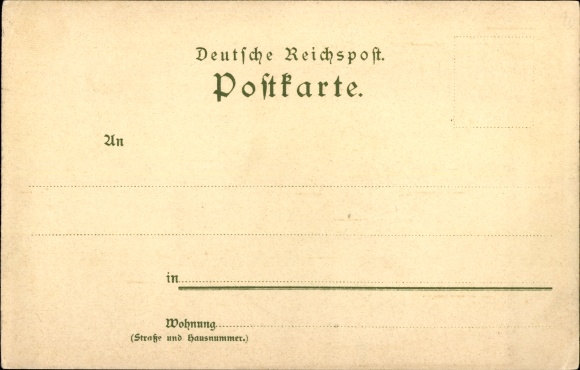 Deutſche Reichspoſt.
Poſtkarte.
An
in
Wohnung
(Straße und Hausnummer.)